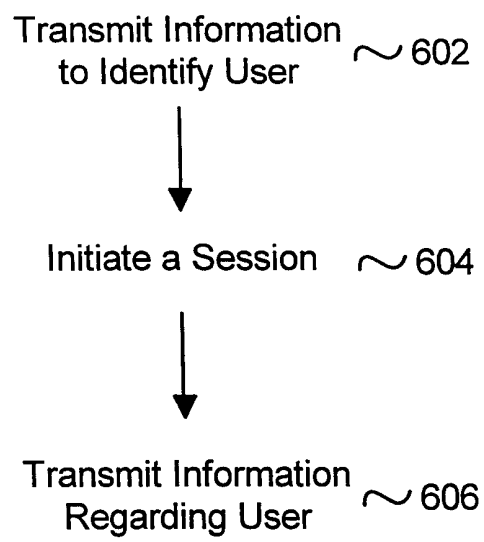 Transmit Information
to Identify User
602
Initiate a Session
604
Transmit Information
Regarding User
606